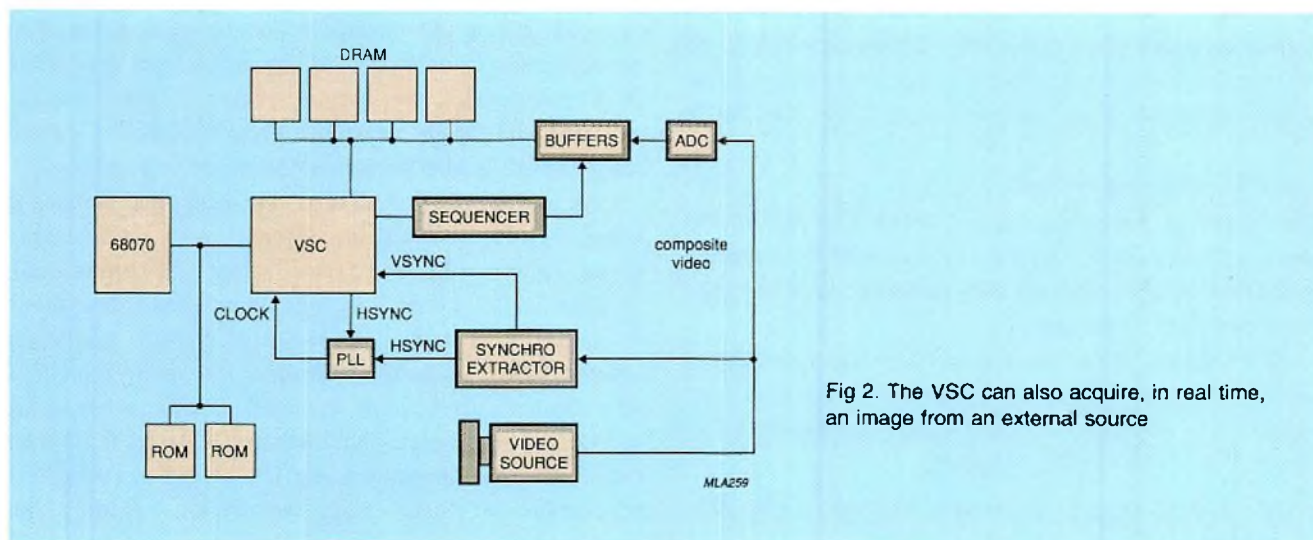 DRAM
BUFFERS
ADC
SEQUENCER
68070
VSC
composite
video
VSYNC
CLOCK
HSYNC
HSYNC
PLL
SYNCHRO
EXTRACTOR
Fig 2. The VSC can also acquire, in real time,
an image from an external source
ROM
ROM
VIDEO
SOURCE
MLA259